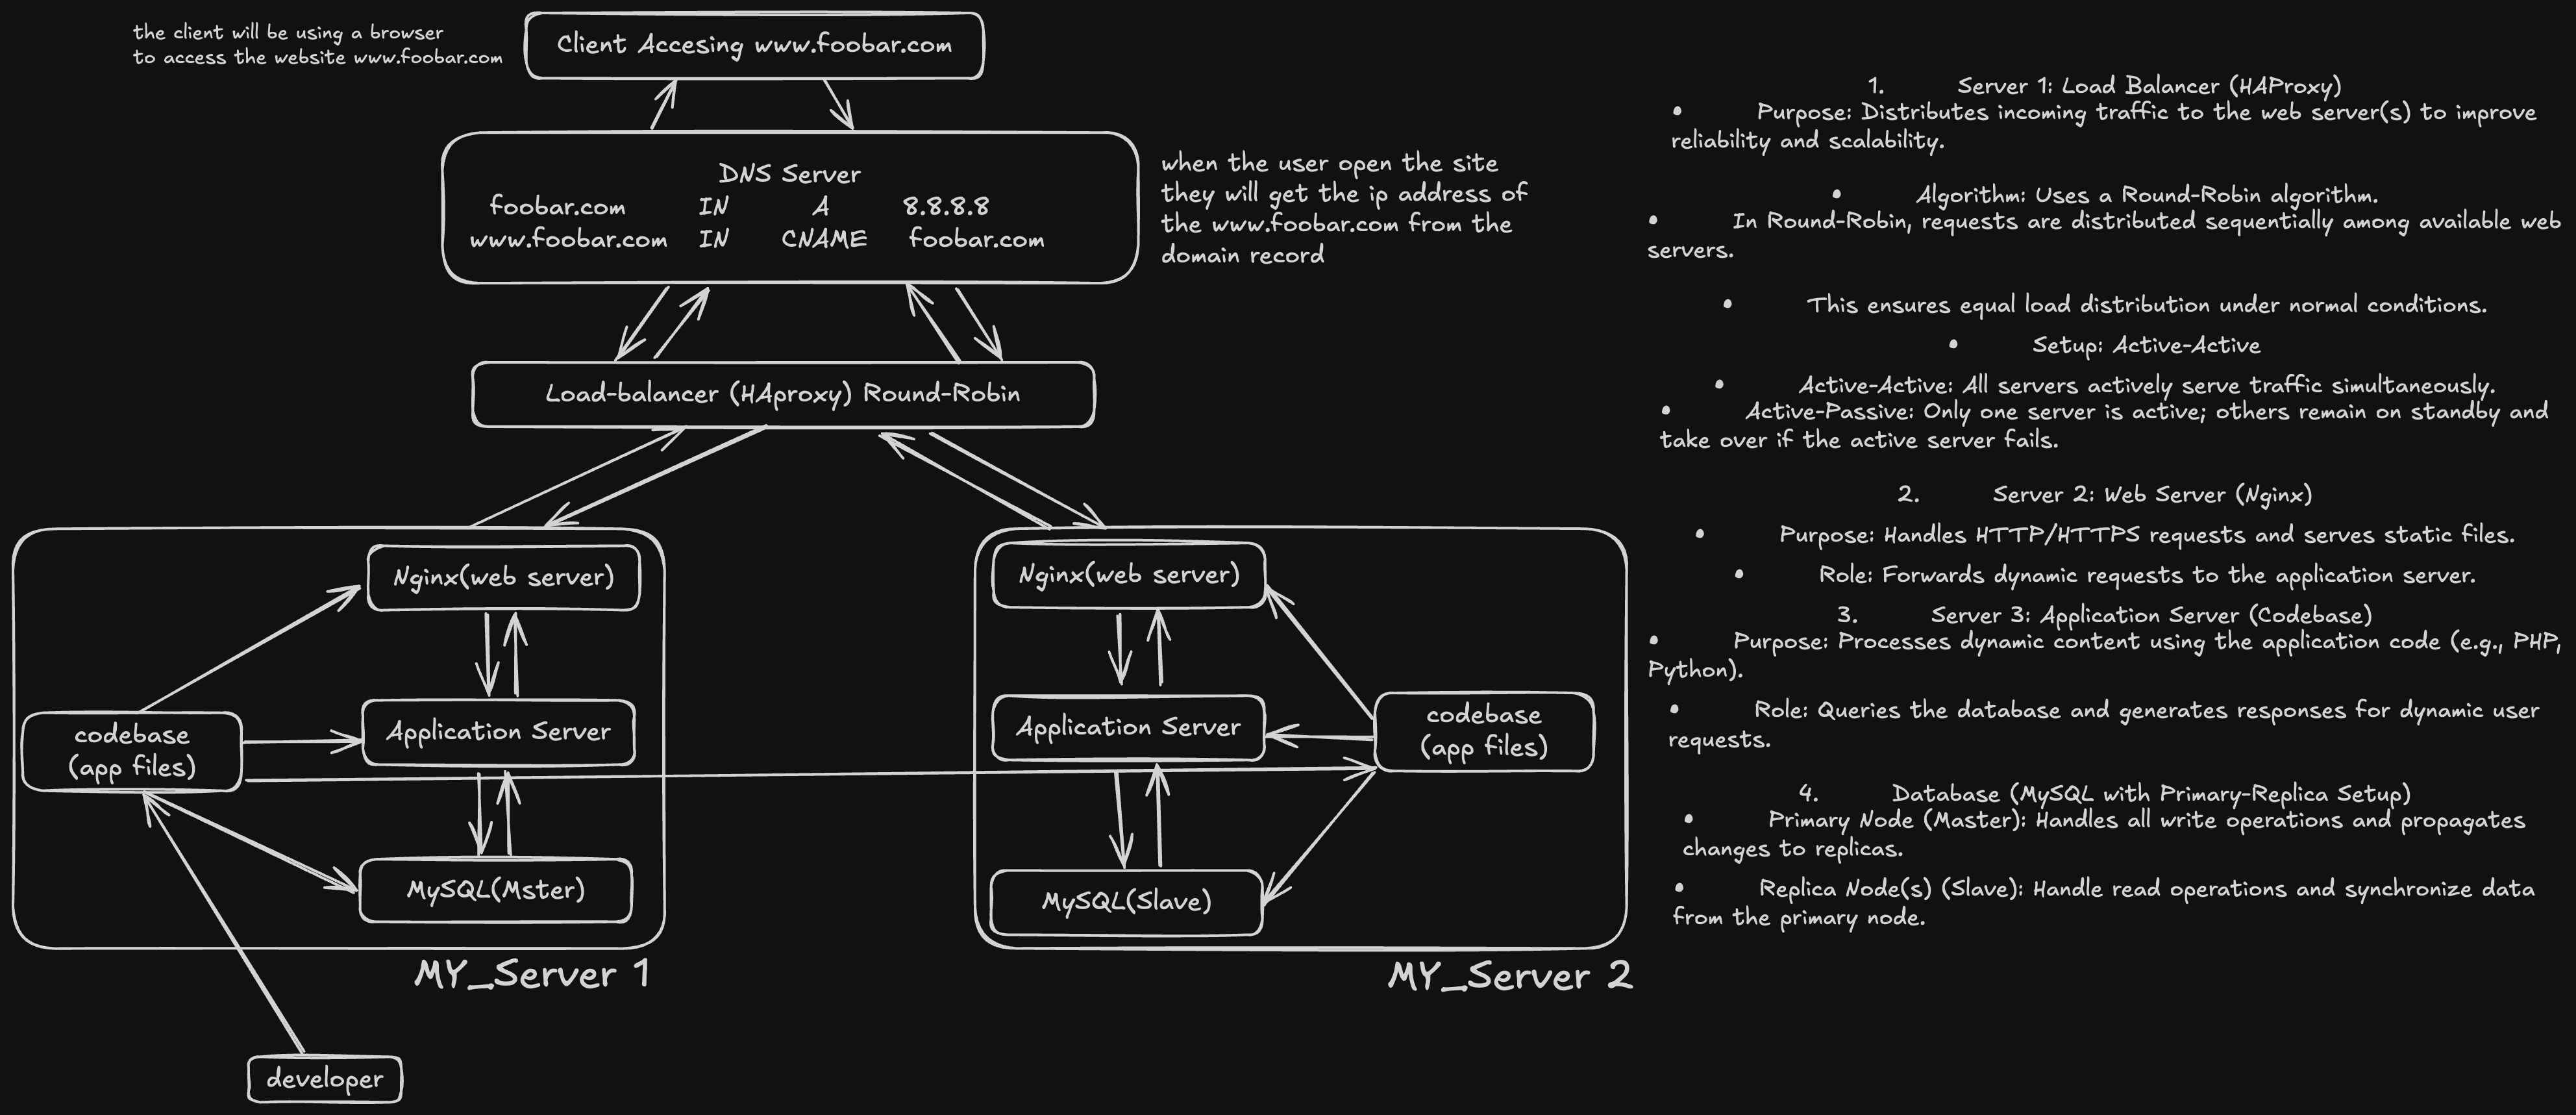 the client will be using a browser
to access the website www.foobar.com
Client Accesing www.foobar.com
DNS Server
foobar.com IN A 8.8.8.8
www.foobar.com IN CNAME foobar.com
when the user open the site
they will get the ip address of
the www.foobar.com from the
domain record
Load-balancer (HAproxy) Round-Robin
Nginx(web server)
Application Server
codebase
(app files)
MySQL(Mster)
MY_Server 1
developer
Nginx(web server)
Application Server
codebase
(app files)
MySQL(Slave)
MY_Server 2
1. Server 1: Load Balancer (HAProxy)
• Purpose: Distributes incoming traffic to the web server(s) to improve
reliability and scalability.
• Algorithm: Uses a Round-Robin algorithm.
• In Round-Robin, requests are distributed sequentially among available web
servers.
• This ensures equal load distribution under normal conditions.
• Setup: Active-Active
• Active-Active: All servers actively serve traffic simultaneously.
• Active-Passive: Only one server is active; others remain on standby and
take over if the active server fails.
2. Server 2: Web Server (Nginx)
• Purpose: Handles HTTP/HTTPS requests and serves static files.
• Role: Forwards dynamic requests to the application server.
3. Server 3: Application Server (Codebase)
• Purpose: Processes dynamic content using the application code (e.g., PHP,
Python).
• Role: Queries the database and generates responses for dynamic user
requests.
4. Database (MySQL with Primary-Replica Setup)
• Primary Node (Master): Handles all write operations and propagates
changes to replicas.
• Replica Node(s) (Slave): Handle read operations and synchronize data
from the primary node.